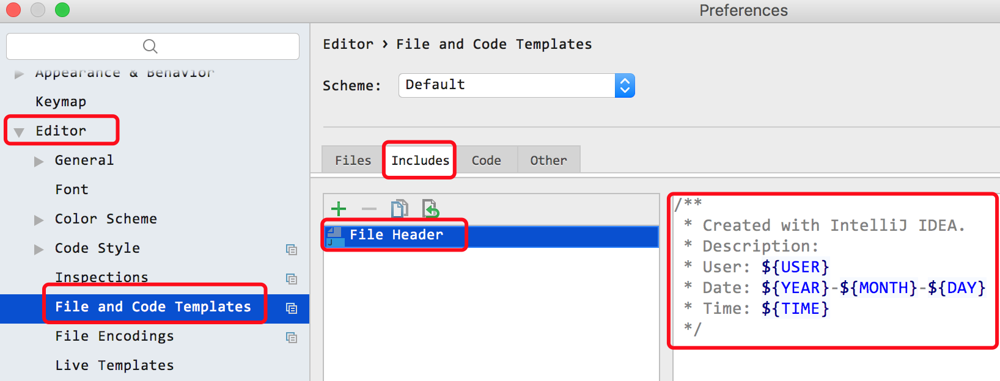 Preferences
Appearance & Behavior
Keymap
Editor
General
Font
Color Scheme
Code Style
Inspections
File and Code Templates
File Encodings
Live Templates
Editor › File and Code Templates
Scheme: Default
Files Includes Code Other
File Header
/**
* Created with IntelliJ IDEA.
* Description:
* User: ${USER}
* Date: ${YEAR}-${MONTH}-${DAY}
* Time: ${TIME}
*/